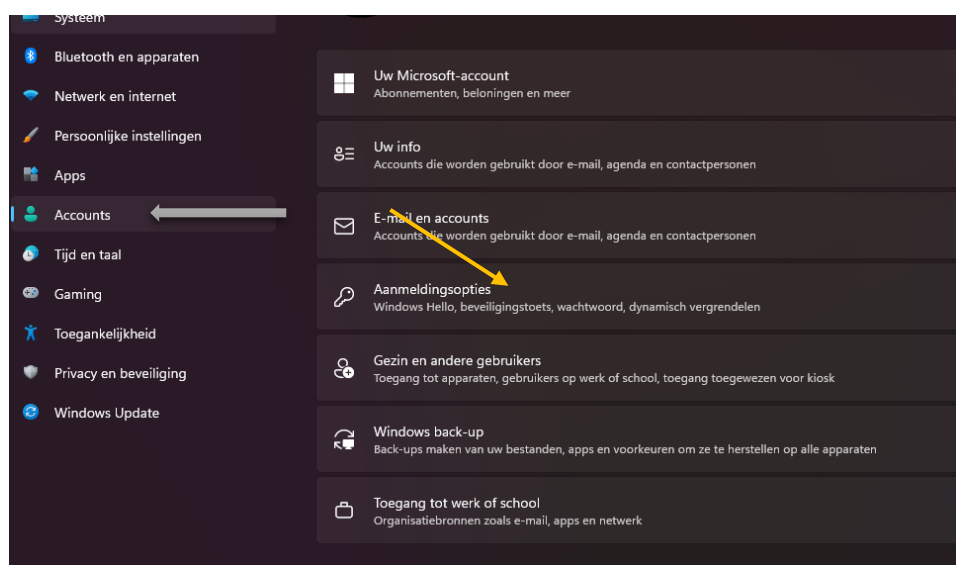 Systeem
Bluetooth en apparaten
Netwerk en internet
Persoonlijke instellingen
Apps
Accounts
Tijd en taal
Gaming
Toegankelijkheid
Privacy en beveiliging
Windows Update
Uw Microsoft-account
Abonnementen, beloningen en meer
Uw info
Accounts die worden gebruikt door e-mail, agenda en contactpersonen
E-mail en accounts
Accounts die worden gebruikt door e-mail, agenda en contactpersonen
Aanmeldingsopties
Windows Hello, beveiligingstoets, wachtwoord, dynamisch vergrendelen
Gezin en andere gebruikers
Toegang tot apparaten, gebruikers op werk of school, toegang toegewezen voor kiosk
Windows back-up
Back-ups maken van uw bestanden, apps en voorkeuren om ze te herstellen op alle apparaten
Toegang tot werk of school
Organisatiebronnen zoals e-mail, apps en netwerk